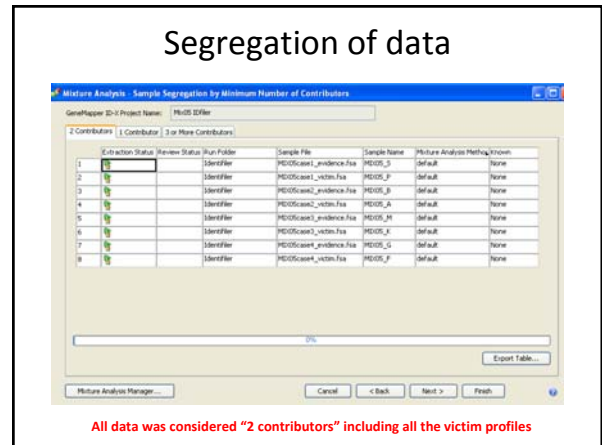 Segregation of data
Mixture Analysis - Sample Segregation by Minimum Number of Contributors
GeneMapper ID-X Project Name: Mix05 IDfiler
2 Contributors 1 Contributor 3 or More Contributors
Extraction Status Review Status Run Folder Sample File Sample Name Mixture Analysis Metho Known
1 Identifiler MIX05case1_evidence.fsa MIX05_S default None
2 Identifiler MIX05case1_victim.fsa MIX05_P default None
3 Identifiler MIX05case2_evidence.fsa MIX05_B default None
4 Identifiler MIX05case2_victim.fsa MIX05_A default None
5 Identifiler MIX05case3_evidence.fsa MIX05_M default None
6 Identifiler MIX05case3_victim.fsa MIX05_K default None
7 Identifiler MIX05case4_evidence.fsa MIX05_G default None
8 Identifiler MIX05case4_victim.fsa MIX05_F default None
0%
Export Table...
Mixture Analysis Manager... Cancel < Back Next > Finish
All data was considered “2 contributors” including all the victim profiles